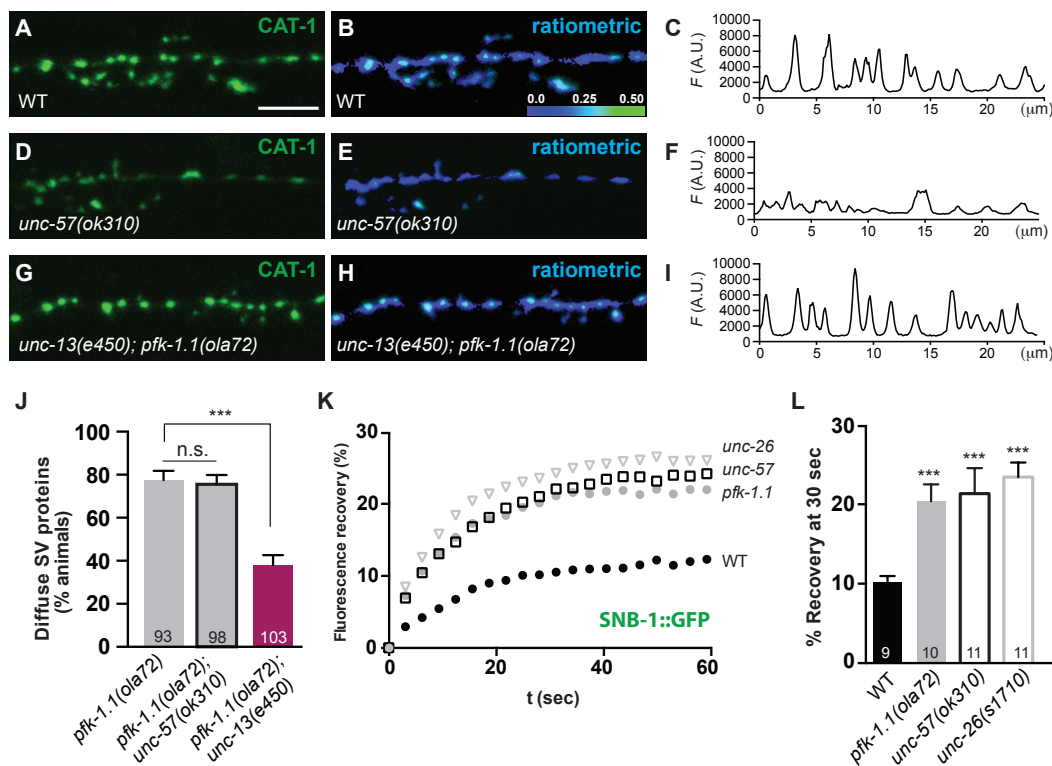 A
CAT-1
WT
B
ratiometric
WT
0.0 0.25 0.50
C
F (A.U.)
10000
8000
6000
4000
2000
0
0 5 10 15 20 (µm)
D
CAT-1
unc-57(ok310)
E
ratiometric
unc-57(ok310)
F
F (A.U.)
10000
8000
6000
4000
2000
0
0 5 10 15 20 (µm)
G
CAT-1
unc-13(e450); pfk-1.1(ola72)
H
ratiometric
unc-13(e450); pfk-1.1(ola72)
I
F (A.U.)
10000
8000
6000
4000
2000
0
0 5 10 15 20 (µm)
J
Diffuse SV proteins
(% animals)
100
80
60
40
20
0
***
n.s.
93 98 103
pfk-1.1(ola72)
pfk-1.1(ola72);
unc-57(ok310)
pfk-1.1(ola72);
unc-13(e450)
K
Fluorescence recovery (%)
30
20
10
0
unc-26
unc-57
pfk-1.1
WT
SNB-1::GFP
0 20 40 60
t (sec)
L
% Recovery at 30 sec
30
20
10
0
*** *** ***
9 10 11 11
WT
pfk-1.1(ola72)
unc-57(ok310)
unc-26(s1710)